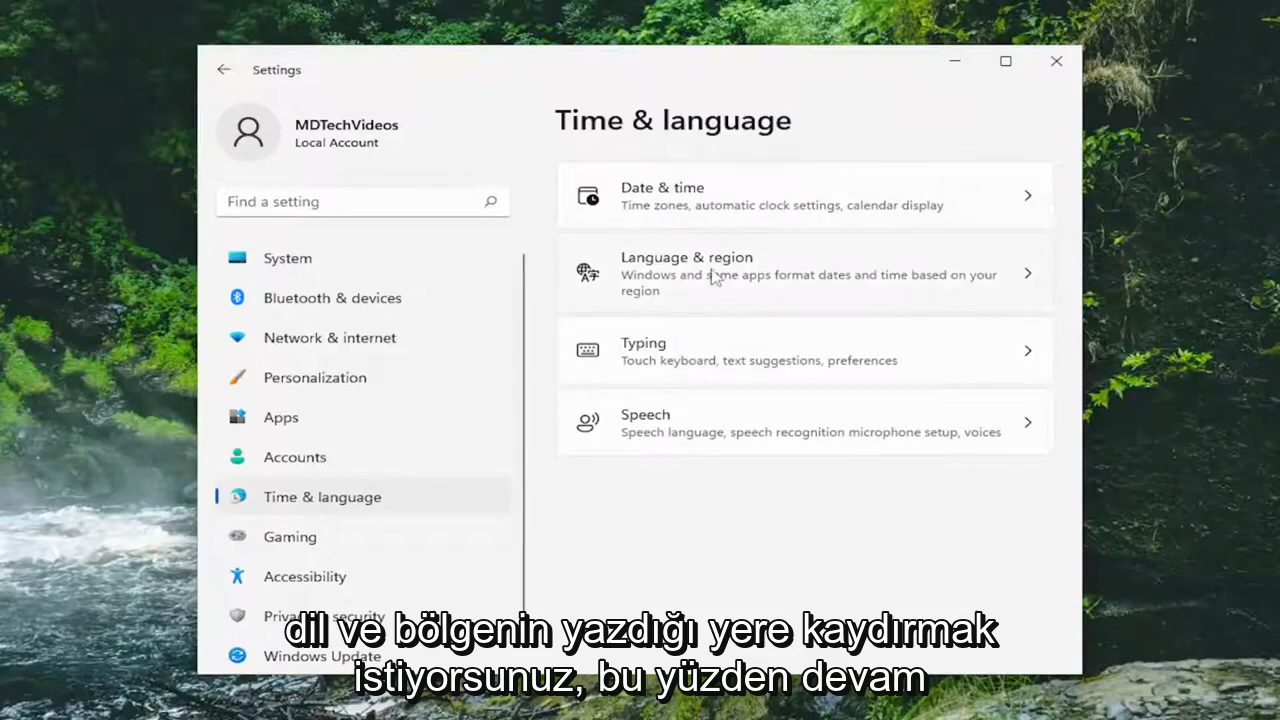 Settings
MDTechVideos
Local Account
Find a setting
System
Bluetooth & devices
Network & internet
Personalization
Apps
Accounts
Time & language
Gaming
Accessibility
Windows Update
Time & language
Date & time
Time zones, automatic clock settings, calendar display
Language & region
Windows and some apps format dates and time based on your
region
Typing
Touch keyboard, text suggestions, preferences
Speech
Speech language, speech recognition microphone setup, voices
dil ve bölgenin yazdığı yere kaydırmak
istiyorsunuz, bu yüzden devam